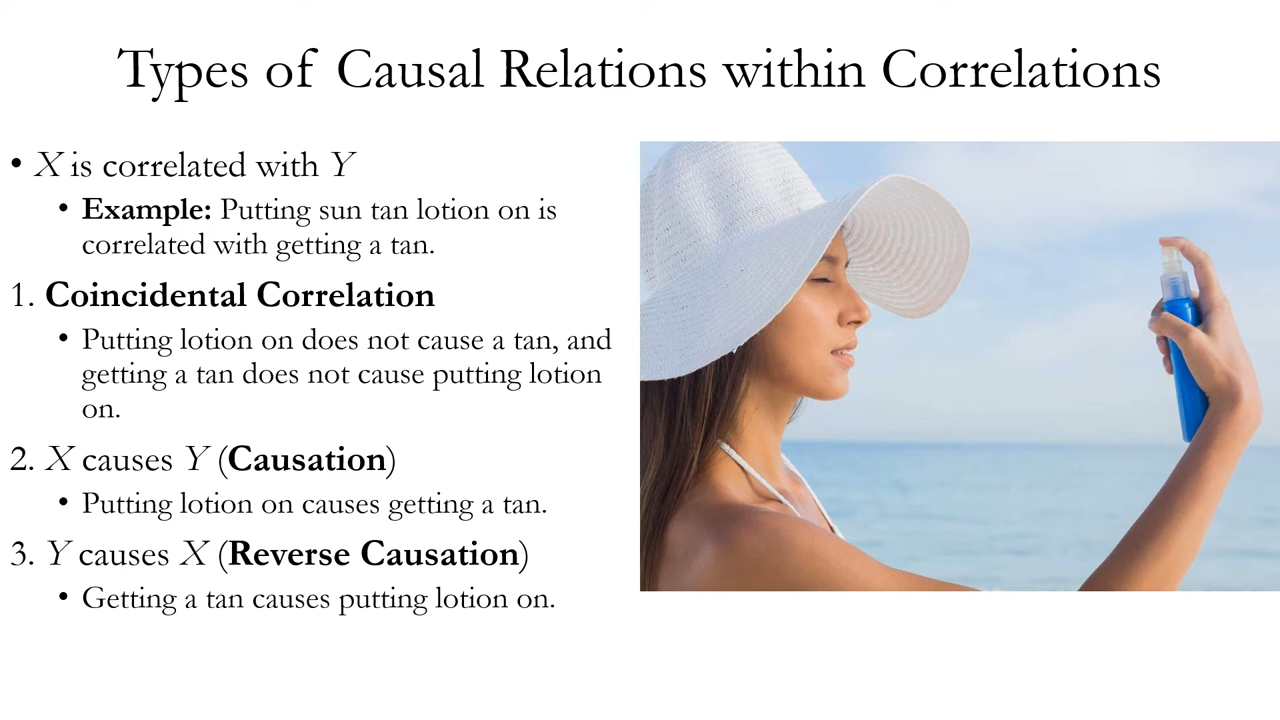 Types of Causal Relations within Correlations
• X is correlated with Y
• Example: Putting sun tan lotion on is
correlated with getting a tan.
1. Coincidental Correlation
• Putting lotion on does not cause a tan, and
getting a tan does not cause putting lotion
on.
2. X causes Y (Causation)
• Putting lotion on causes getting a tan.
3. Y causes X (Reverse Causation)
• Getting a tan causes putting lotion on.